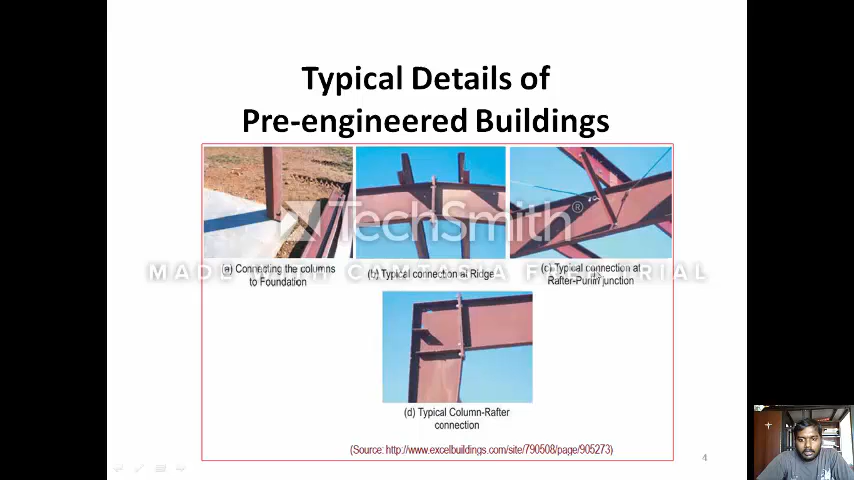 Typical Details of
Pre-engineered Buildings
TechSmith®
MADE WITH CAMTASIA FREE TRIAL
(a) Connecting the columns
to Foundation
(b) Typical connection at Ridge
(c) Typical connection at
Rafter-Purlin junction
(d) Typical Column-Rafter
connection
(Source: http://www.excelbuildings.com/site/790508/page/905273)
4